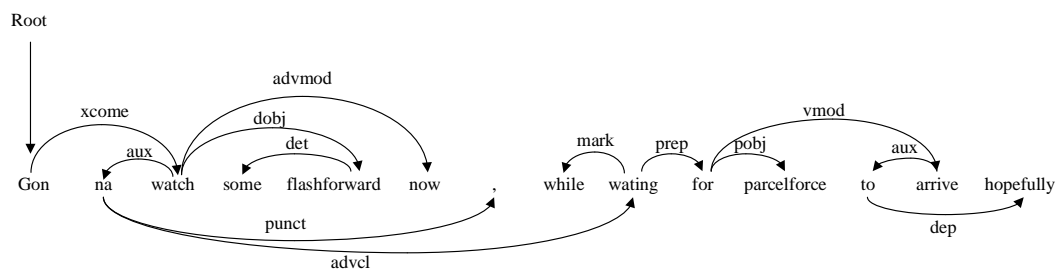 Root
advmod
xcome
dobj
vmod
det
mark
prep
pobj
aux
aux
Gon na watch some flashforward now , while wating for parcelforce to arrive hopefully
punct
dep
advcl